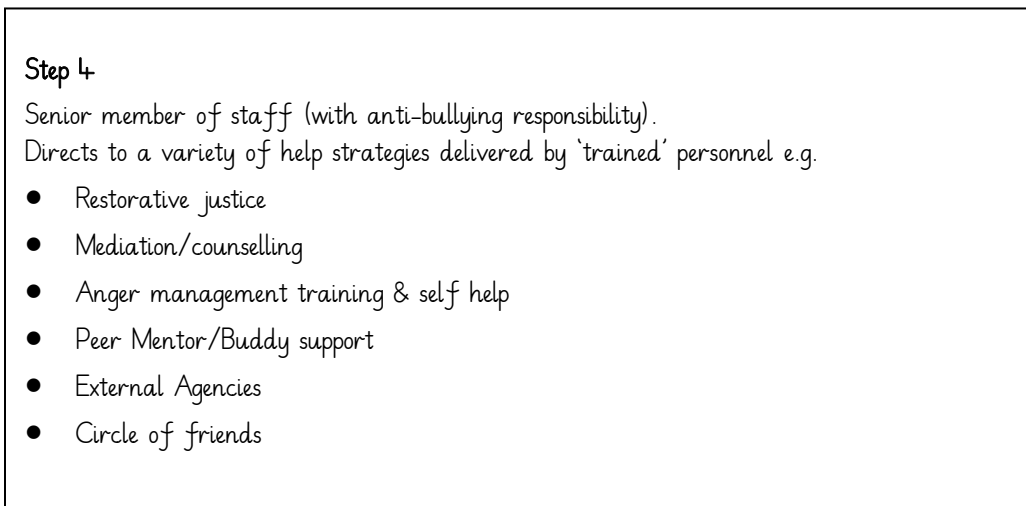 Step 4
Senior member of staff (with anti-bullying responsibility).
Directs to a variety of help strategies delivered by ‘trained’ personnel e.g.
● Restorative justice
● Mediation/counselling
● Anger management training & self help
● Peer Mentor/Buddy support
● External Agencies
● Circle of friends